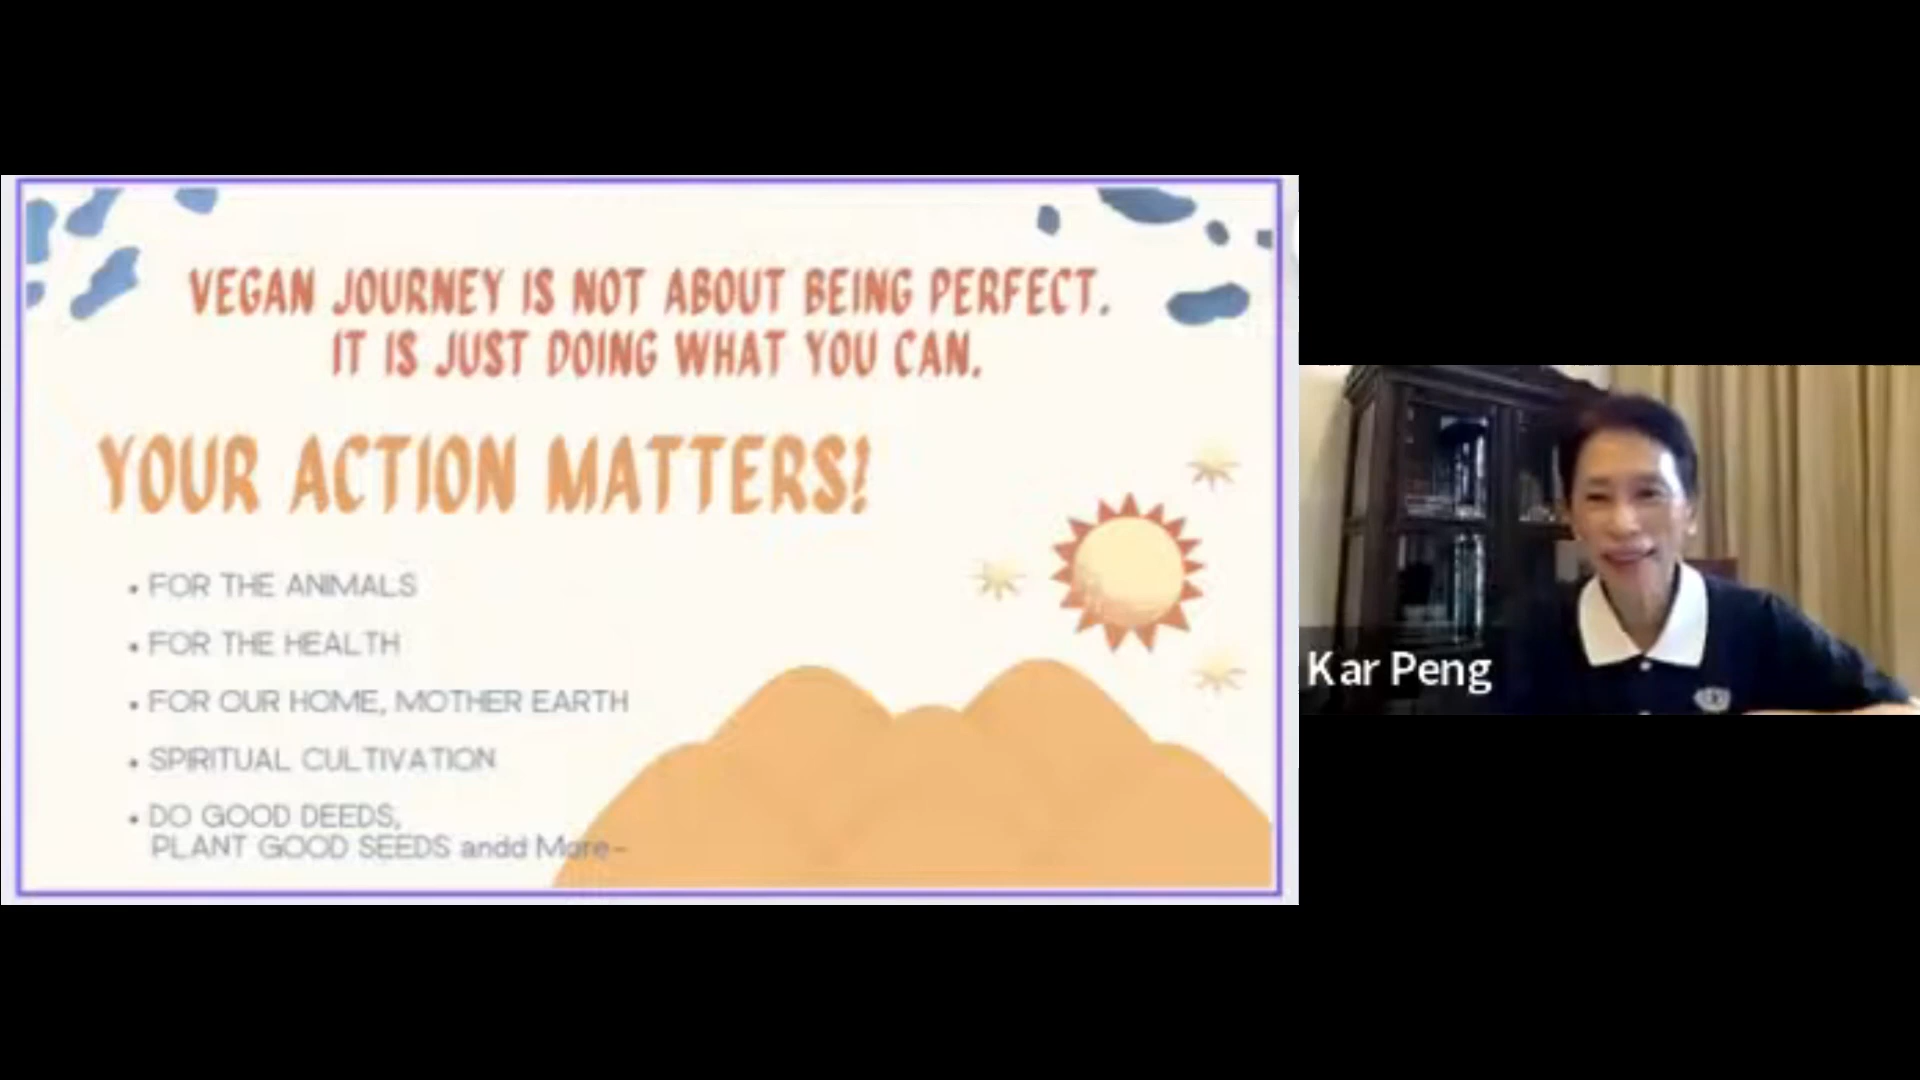 VEGAN JOURNEY IS NOT ABOUT BEING PERFECT.
IT IS JUST DOING WHAT YOU CAN.
YOUR ACTION MATTERS!
• FOR THE ANIMALS
• FOR THE HEALTH
• FOR OUR HOME, MOTHER EARTH
• SPIRITUAL CULTIVATION
• DO GOOD DEEDS,
PLANT GOOD SEEDS andd More~
Kar Peng